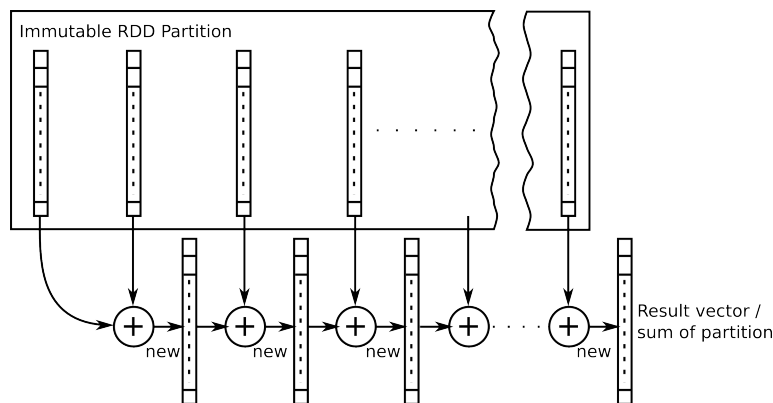 Immutable RDD Partition
new
new
new
new
Result vector /
sum of partition